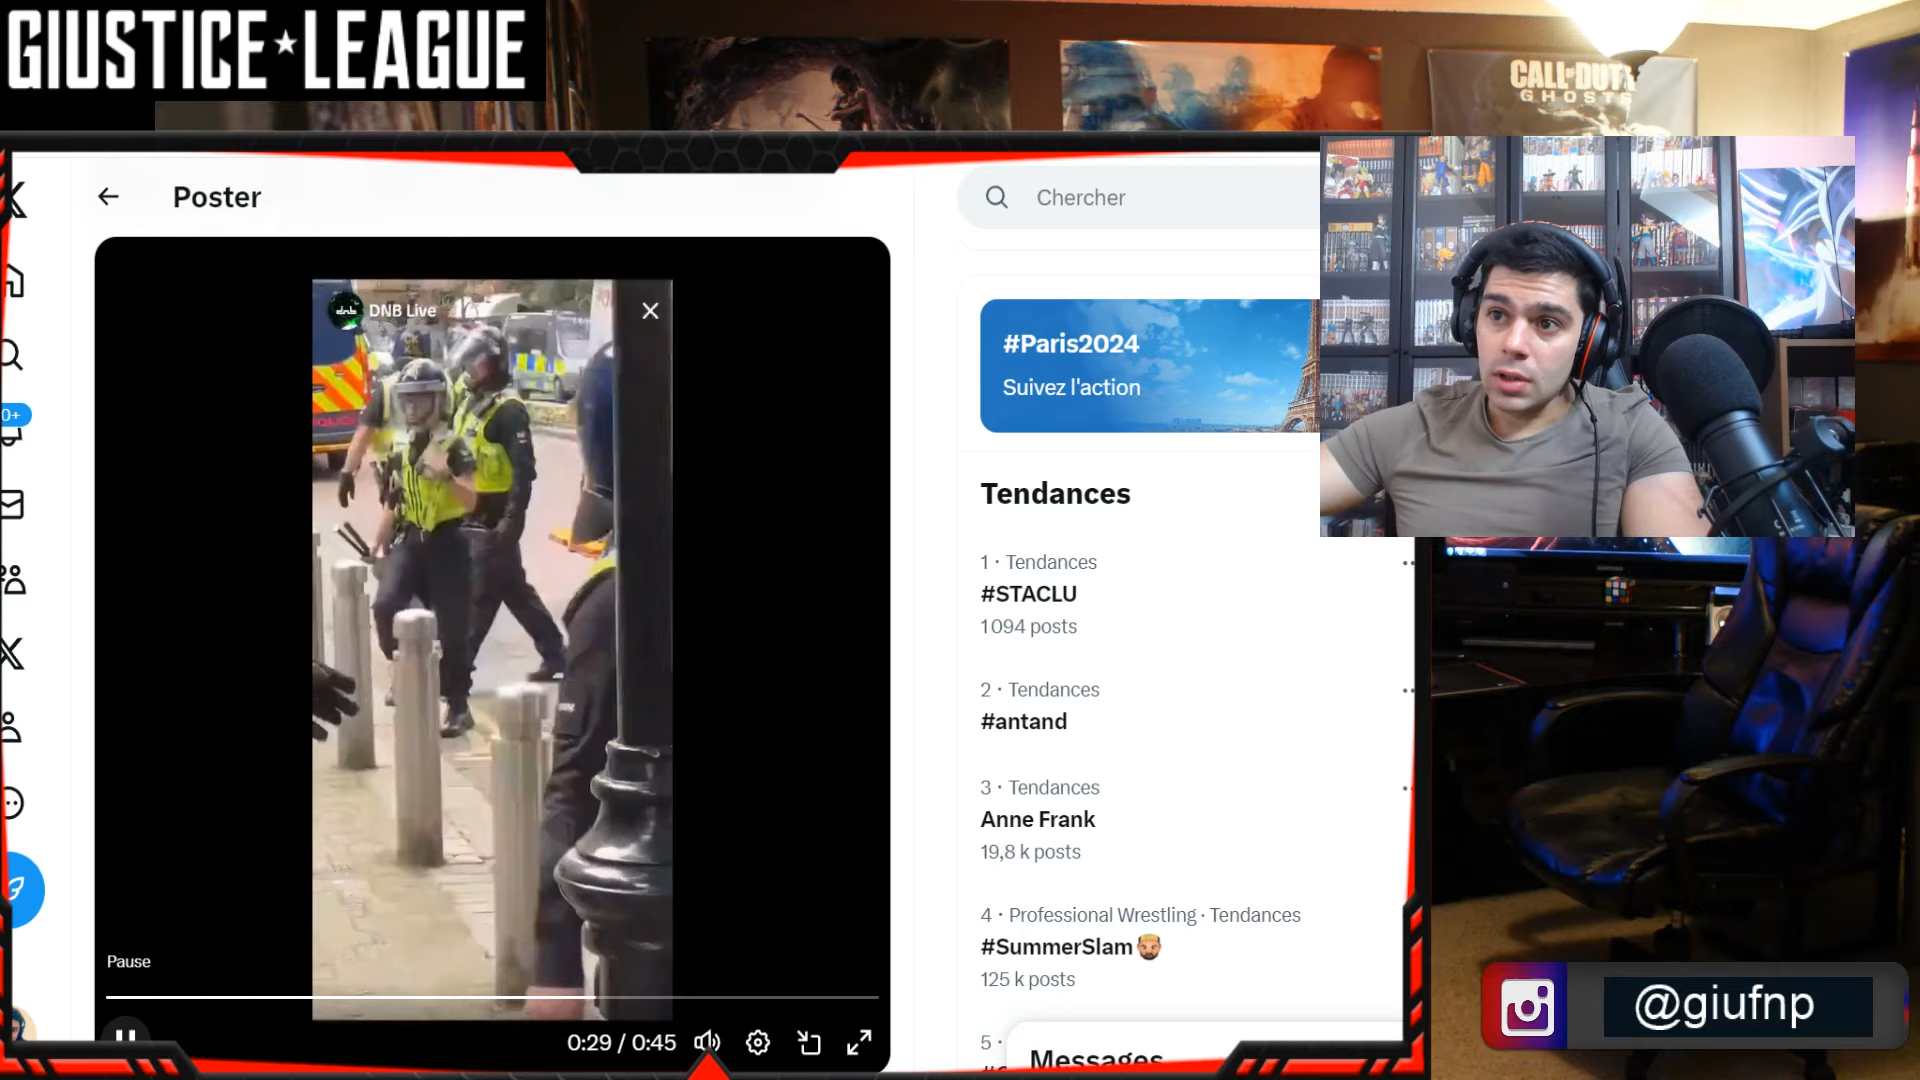 GIUSTICE★LEAGUE
CALL OF DUTY
GHOSTS
Poster
Chercher
DNB Live
#Paris2024
Suivez l'action
0+
Tendances
1 · Tendances
#STACLU
1 094 posts
2 · Tendances
#antand
3 · Tendances
Anne Frank
19,8 k posts
4 · Professional Wrestling · Tendances
#SummerSlam
125 k posts
5 ·
Messages
Pause
0:29 / 0:45
@giufnp